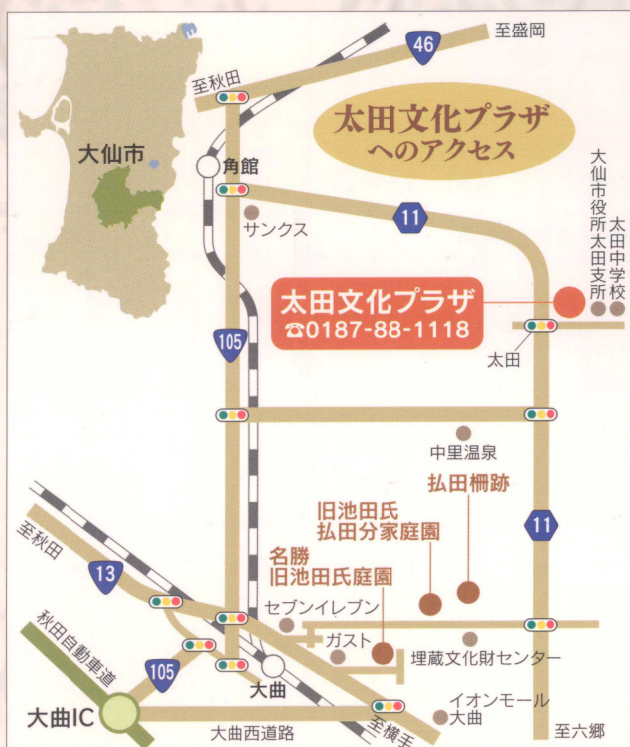 至盛岡
46
至秋田
太田文化プラザ
へのアクセス
大仙市
角館
サンクス
11
大仙市役所太田支所
太田中学校
太田文化プラザ
☎0187-88-1118
105
太田
中里温泉
払田柵跡
旧池田氏
払田分家庭園
名勝
旧池田氏庭園
11
至秋田
13
セブンイレブン
ガスト
埋蔵文化財センター
秋田自動車道
105
大曲
大曲IC
大曲西道路
至横手
イオンモール
大曲
至六郷